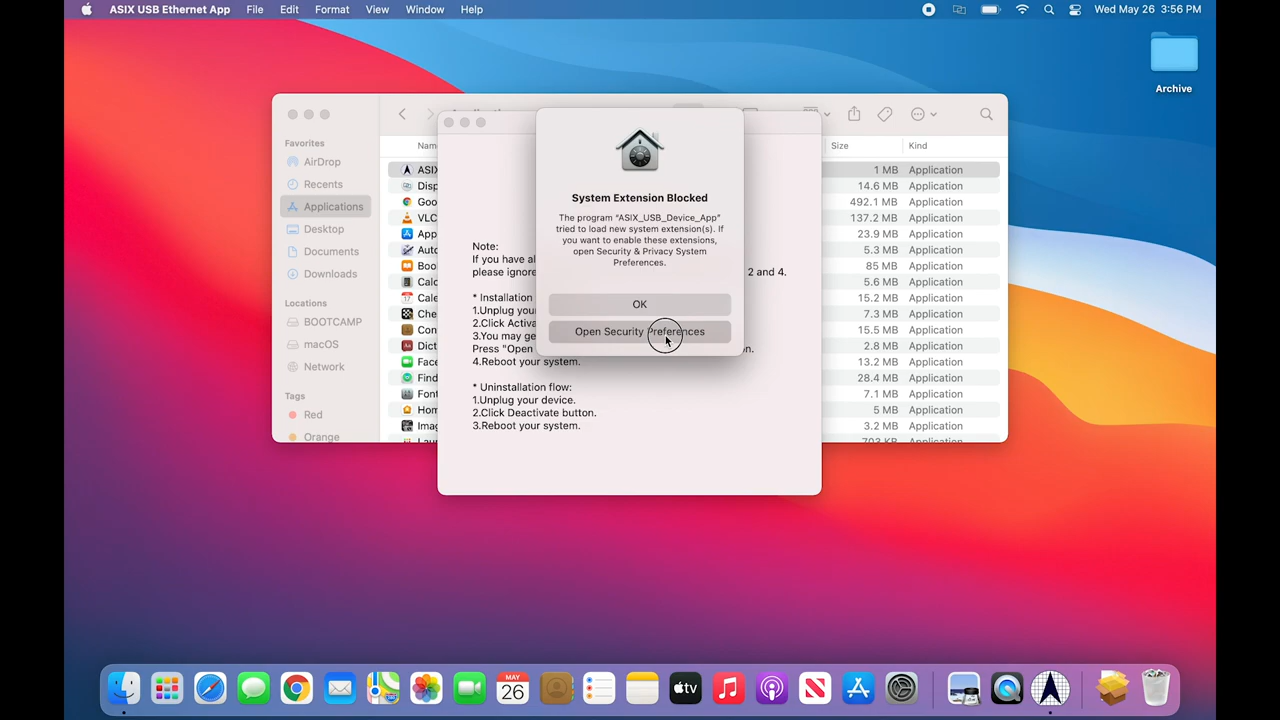 ASIX USB Ethernet App File Edit Format View Window Help Wed May 26 3:56 PM
Archive
Favorites
AirDrop
Recents
Applications
Desktop
Documents
Downloads
Locations
BOOTCAMP
macOS
Network
Tags
Red
Orange
Size Kind
1 MB Application
14.6 MB Application
492.1 MB Application
VLC 137.2 MB Application
23.9 MB Application
5.3 MB Application
85 MB Application
5.6 MB Application
15.2 MB Application
7.3 MB Application
15.5 MB Application
2.8 MB Application
13.2 MB Application
28.4 MB Application
7.1 MB Application
5 MB Application
3.2 MB Application
703 KB Application
Note:
If you have
please ignore 2 and 4.
* Installation
1.Unplug
2.Click
3.You may
Press "Open
4.Reboot your system.
* Uninstallation flow:
1.Unplug your device.
2.Click Deactivate button.
3.Reboot your system.
System Extension Blocked
The program "ASIX_USB_Device_App"
tried to load new system extension(s). If
you want to enable these extensions,
open Security & Privacy System
Preferences.
OK
Open Security Preferences
MAY
26
tv